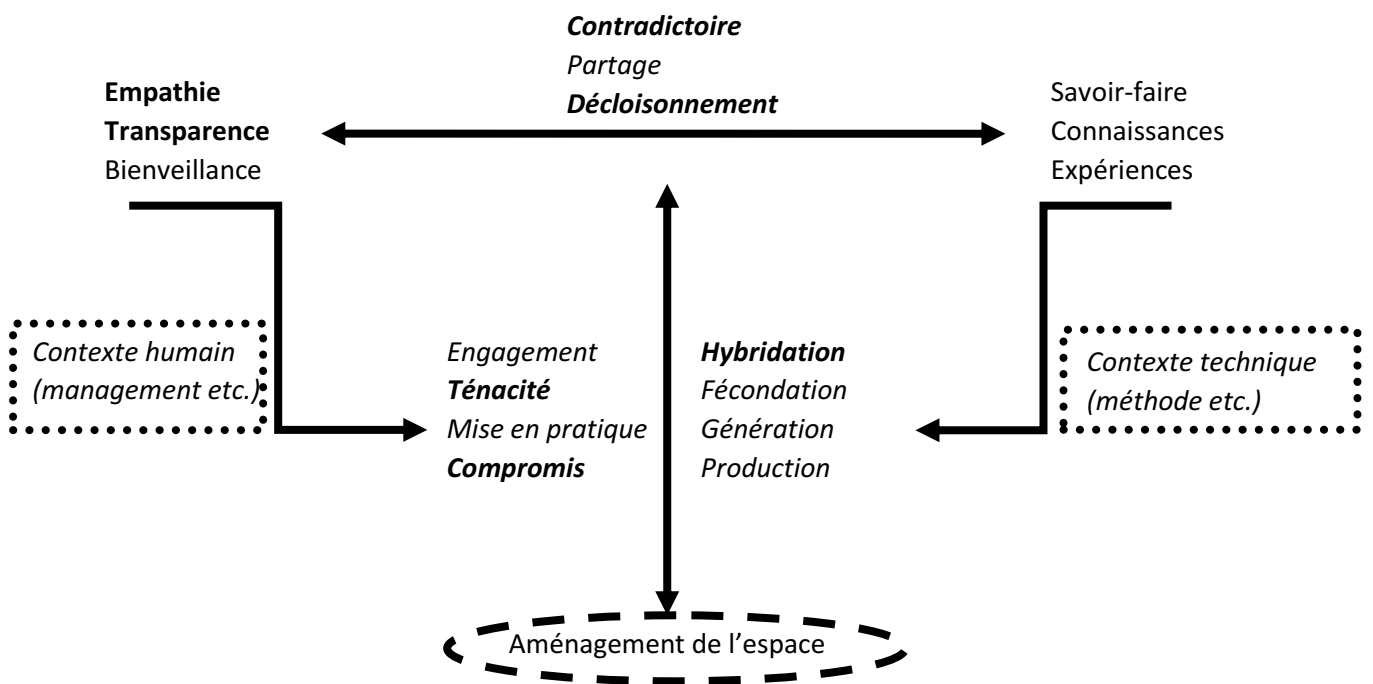 Contradictoire
Partage
Décloisonnement
Empathie
Transparence
Bienveillance
Savoir-faire
Connaissances
Expériences
Contexte humain
(management etc.)
Engagement
Ténacité
Mise en pratique
Compromis
Hybridation
Fécondation
Génération
Production
Contexte technique
(méthode etc.)
Aménagement de l’espace